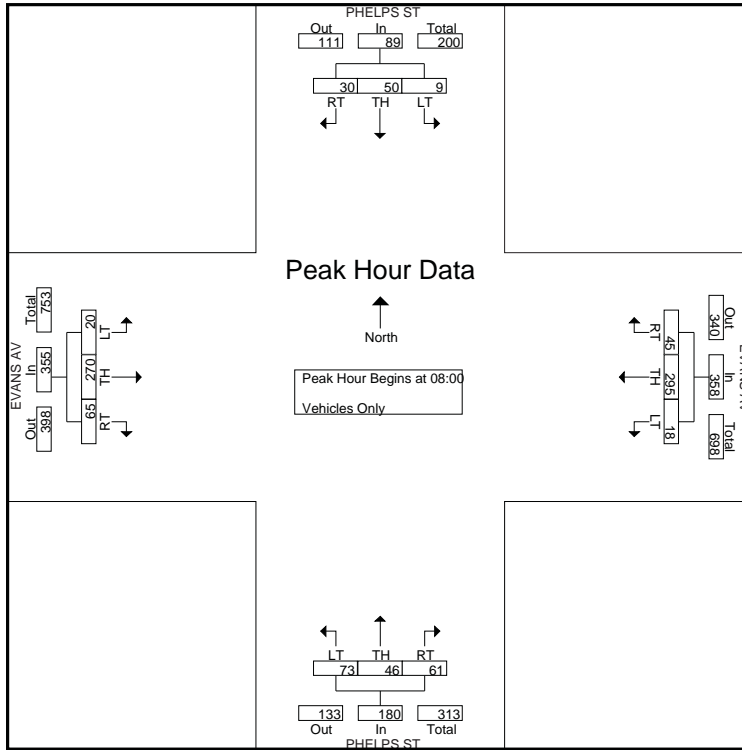 PHELPS ST
Out In Total
111 89 200
30 50 9
RT TH LT
Peak Hour Data
North
Peak Hour Begins at 08:00
Vehicles Only
EVANS AV
Out In Total
398 355 753
65 270 20
RT TH LT
Out In Total
340 358 698
45 295 18
RT TH LT
LT TH RT
73 46 61
133 180 313
Out In Total
PHELPS ST